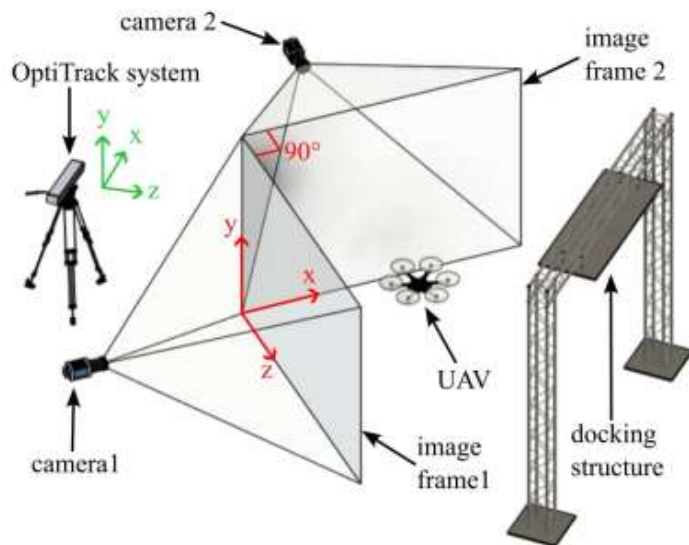 camera 2
OptiTrack system
image
frame 2
y
x
z
90°
y
x
z
UAV
camera1
image
frame1
docking
structure